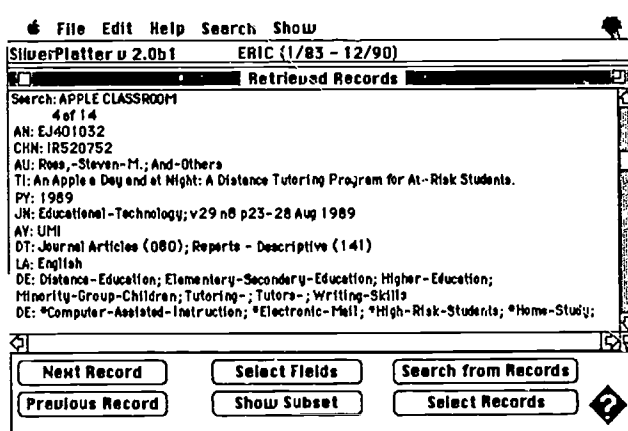 File Edit Help Search Show
SilverPlatter v 2.0b1 ERIC (1/83 - 12/90)
Retrieved Records
Search: APPLE CLASSROOM
4 of 14
AN: EJ401032
CHN: IR520752
AU: Ross,-Steven-M.; And-Others
TI: An Apple a Day and at Night: A Distance Tutoring Program for At-Risk Students.
PY: 1989
JN: Educational-Technology; v29 n8 p23-28 Aug 1989
AV: UMI
DT: Journal Articles (080); Reports - Descriptive (141)
LA: English
DE: Distance-Education; Elementary-Secondary-Education; Higher-Education;
Minority-Group-Children; Tutoring-; Tutors-; Writing-Skills
DE: *Computer-Assisted-Instruction; *Electronic-Mail; *High-Risk-Students; *Home-Study;
Next Record Select Fields Search from Records
Previous Record Show Subset Select Records
?